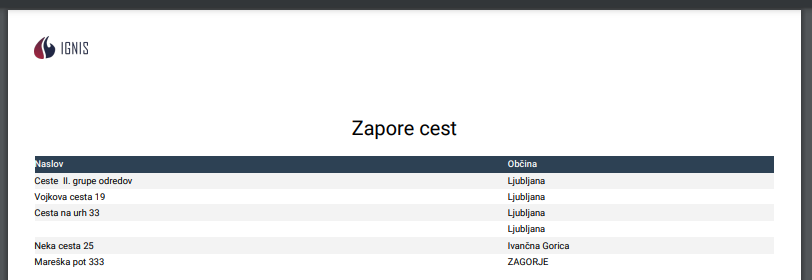 IGNIS
Zapore cest
Naslov Občina
Ceste II. grupe odredov Ljubljana
Vojkova cesta 19 Ljubljana
Cesta na urh 33 Ljubljana
Ljubljana
Neka cesta 25 Ivančna Gorica
Mareška pot 333 ZAGORJE